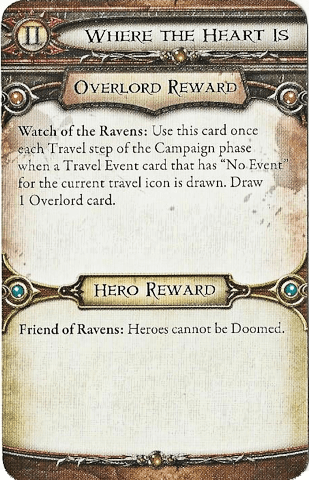 II
Where the Heart Is
Overlord Reward
Watch of the Ravens: Use this card once
each Travel step of the Campaign phase
when a Travel Event card that has “No Event”
for the current travel icon is drawn. Draw
1 Overlord card.
Hero Reward
Friend of Ravens: Heroes cannot be Doomed.